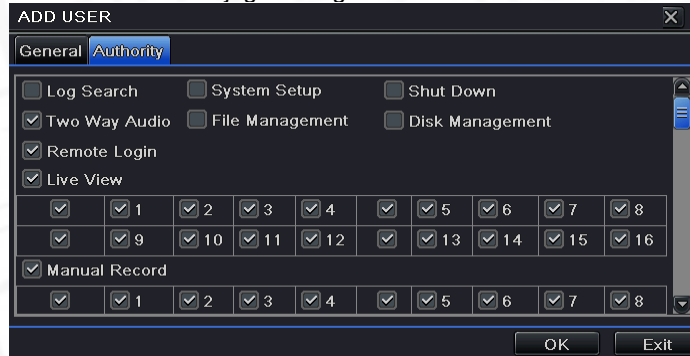 ADD USER X
General Authority
Log Search System Setup Shut Down
Two Way Audio File Management Disk Management
Remote Login
Live View
1 2 3 4 5 6 7 8
9 10 11 12 13 14 15 16
Manual Record
1 2 3 4 5 6 7 8
OK Exit